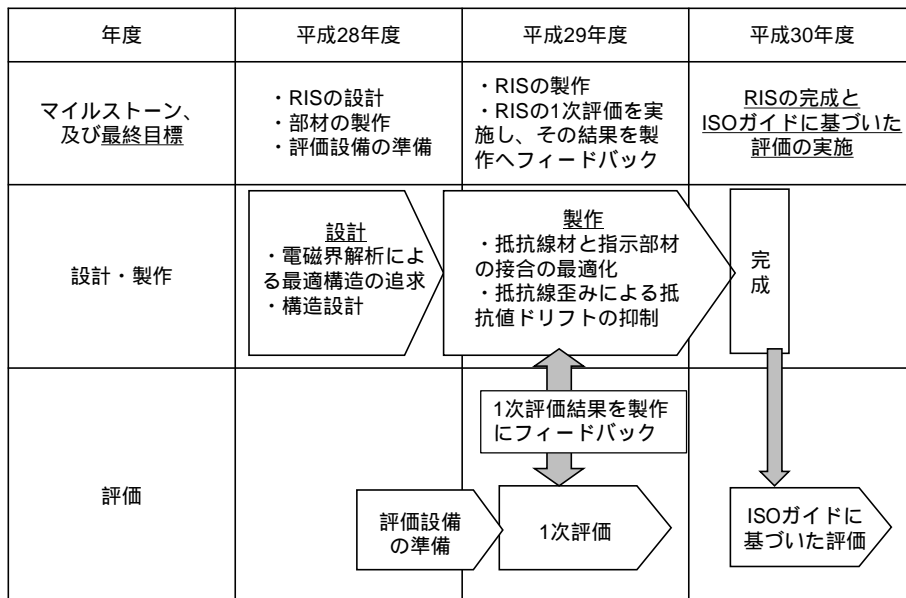 年度
平成28年度
平成29年度
平成30年度
マイルストーン、
及び最終目標
・RISの設計
・部材の製作
・評価設備の準備
・RISの製作
・RISの1次評価を実
施し、その結果を製
作へフィードバック
RISの完成と
ISOガイドに基づいた
評価の実施
設計・製作
設計
・電磁界解析によ
る最適構造の追求
・構造設計
製作
・抵抗線材と指示部材
の接合の最適化
・抵抗線歪みによる抵
抗値ドリフトの抑制
完
成
1次評価結果を製作
にフィードバック
評価
評価設備
の準備
1次評価
ISOガイドに
基づいた評価